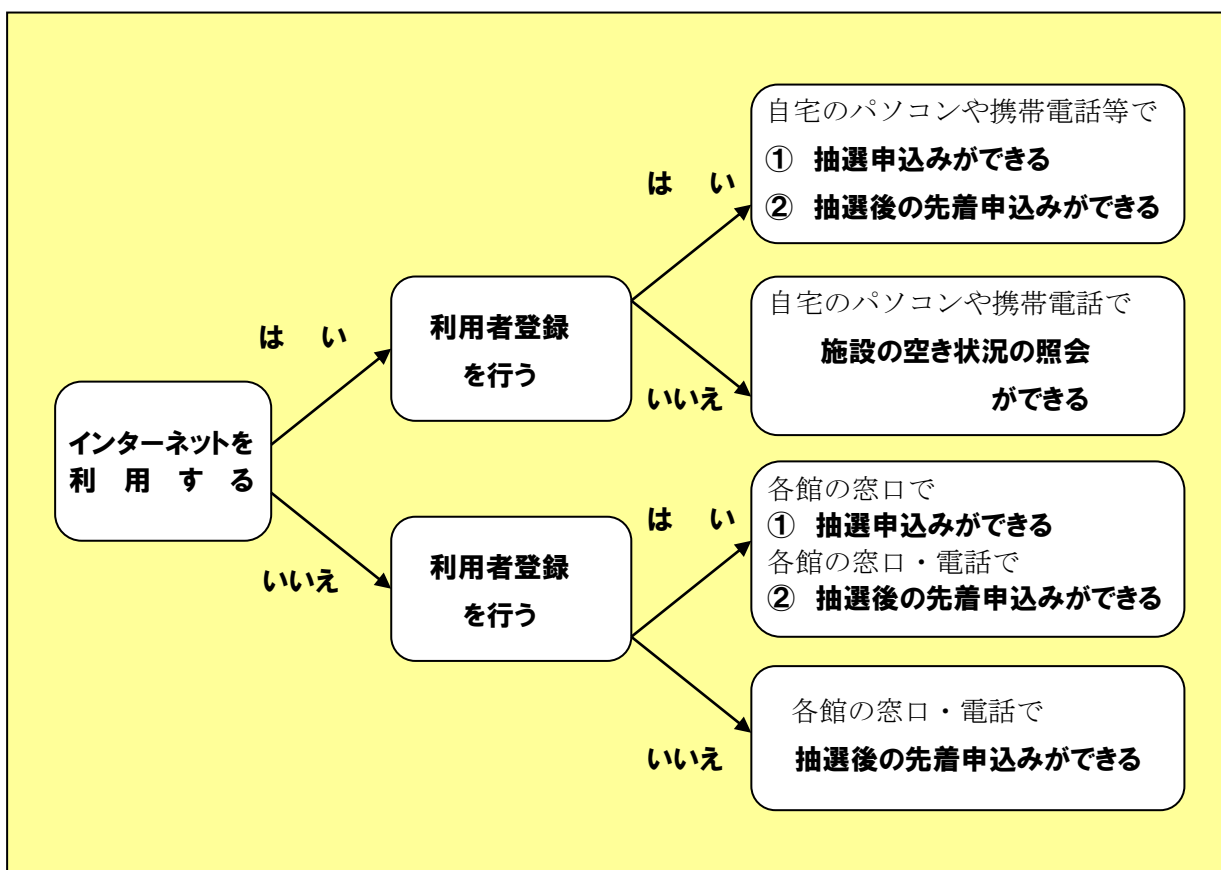 インターネットを
利用する
はい
利用者登録
を行う
はい
自宅のパソコンや携帯電話等で
① 抽選申込みができる
② 抽選後の先着申込みができる
いいえ
自宅のパソコンや携帯電話で
施設の空き状況の照会
ができる
いいえ
利用者登録
を行う
はい
各館の窓口で
① 抽選申込みができる
各館の窓口・電話で
② 抽選後の先着申込みができる
いいえ
各館の窓口・電話で
抽選後の先着申込みができる